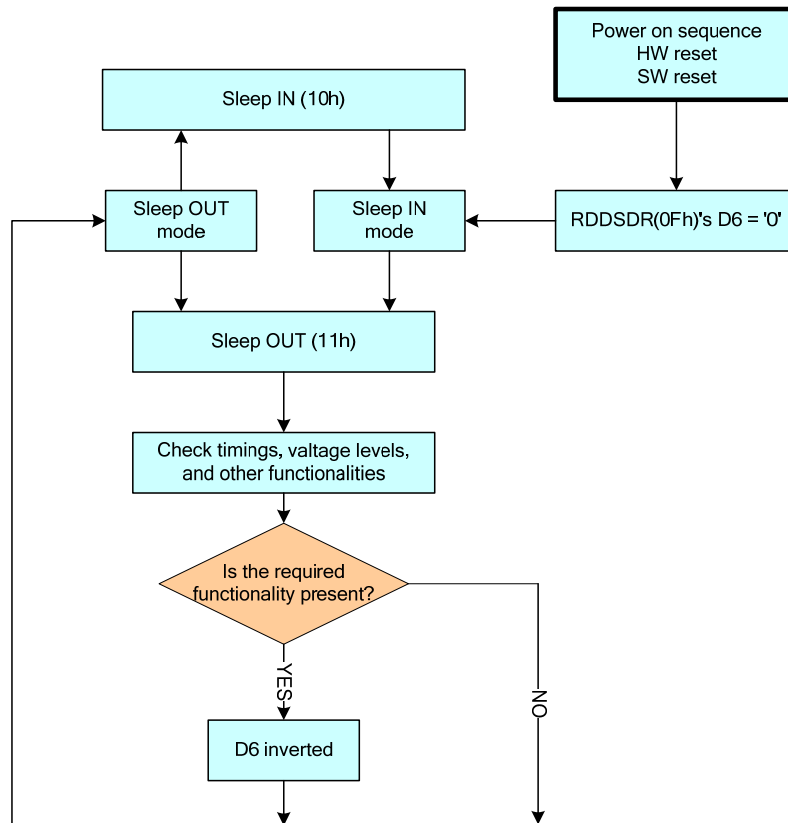 Power on sequence
HW reset
SW reset
Sleep IN (10h)
Sleep OUT
mode
Sleep IN
mode
RDDSDR(0Fh)'s D6 = '0'
Sleep OUT (11h)
Check timings, valtage levels,
and other functionalities
Is the required
functionality present?
YES
NO
D6 inverted